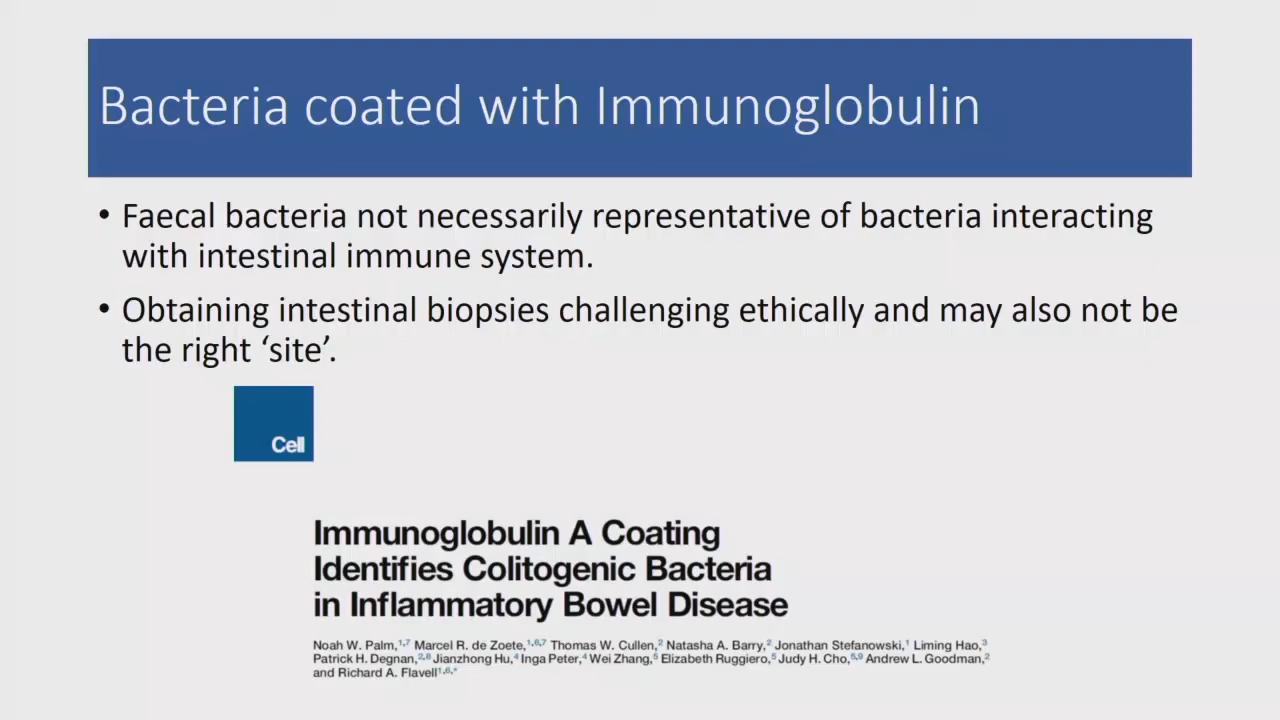 Bacteria coated with Immunoglobulin
• Faecal bacteria not necessarily representative of bacteria interacting
with intestinal immune system.
• Obtaining intestinal biopsies challenging ethically and may also not be
the right ‘site’.
Cell
Immunoglobulin A Coating
Identifies Colitogenic Bacteria
in Inflammatory Bowel Disease
Noah W. Palm,1,7 Marcel R. de Zoete,1,6,7 Thomas W. Cullen,2 Natasha A. Barry,2 Jonathan Stefanowski,1 Liming Hao,3
Patrick H. Degnan,2,8 Jianzhong Hu,4 Inga Peter,4 Wei Zhang,5 Elizabeth Ruggiero,5 Judy H. Cho,5,9 Andrew L. Goodman,2
and Richard A. Flavell1,6,*